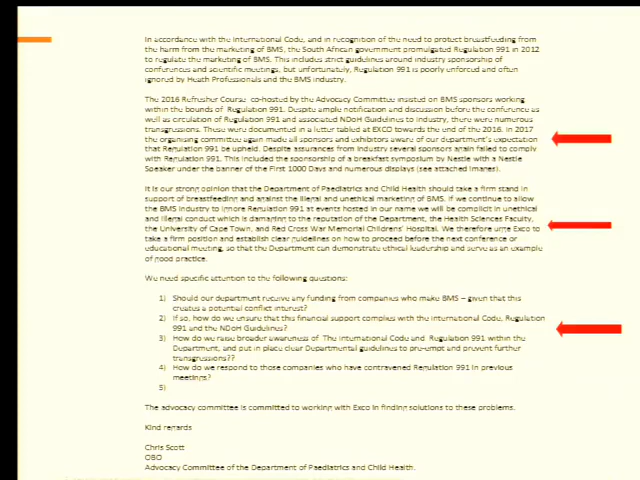 In accordance with the International Code, and in recognition of the need to protect breastfeeding from
the harm from the marketing of BMS, the South African government promulgated Regulation 991 in 2012
to regulate the marketing of BMS. This includes strict guidelines around industry sponsorship of
conferences and scientific meetings, but unfortunately, Regulation 991 is poorly enforced and often
ignored by Heath Professionals and the BMS industry.
The 2016 Refresher Course co-hosted by the Advocacy Committee insisted on BMS sponsors working
within the bounds of Regulation 991. Despite ample notification and discussion before the conference as
well as circulation of Regulation 991 and associated NDoH Guidelines to industry, there were numerous
transgressions. These were documented in a letter tabled at EXCO towards the end of the 2016. In 2017
the organising committee again made all sponsors and exhibitors aware of our department's expectation
that Regulation 991 be upheld. Despite assurances from industry several sponsors again failed to comply
with Regulation 991. This included the sponsorship of a breakfast symposium by Nestle with a Nestle
Speaker under the banner of the First 1000 Days and numerous displays (see attached images).
It is our strong opinion that the Department of Paediatrics and Child Health should take a firm stand in
support of breastfeeding and against the illegal and unethical marketing of BMS. If we continue to allow
the BMS industry to ignore Regulation 991 at events hosted in our name we will be complicit in unethical
and illegal conduct which is damaging to the reputation of the Department, the Health Sciences Faculty,
the University of Cape Town, and Red Cross War Memorial Childrens' Hospital. We therefore urge Exco to
take a firm position and establish clear guidelines on how to proceed before the next conference or
educational meeting, so that the Department can demonstrate ethical leadership and serve as an example
of good practice.
We need specific attention to the following questions:
1) Should our department receive any funding from companies who make BMS – given that this
creates a potential conflict interest?
2) If so, how do we ensure that this financial support complies with the International Code, Regulation
991 and the NDoH Guidelines?
3) How do we raise broader awareness of The International Code and Regulation 991 within the
Department, and put in place clear Departmental guidelines to pre-empt and prevent further
transgressions??
4) How do we respond to those companies who have contravened Regulation 991 in previous
meetings?
5)
The advocacy committee is committed to working with Exco in finding solutions to these problems.
Kind regards
Chris Scott
OBO
Advocacy Committee of the Department of Paediatrics and Child Health.